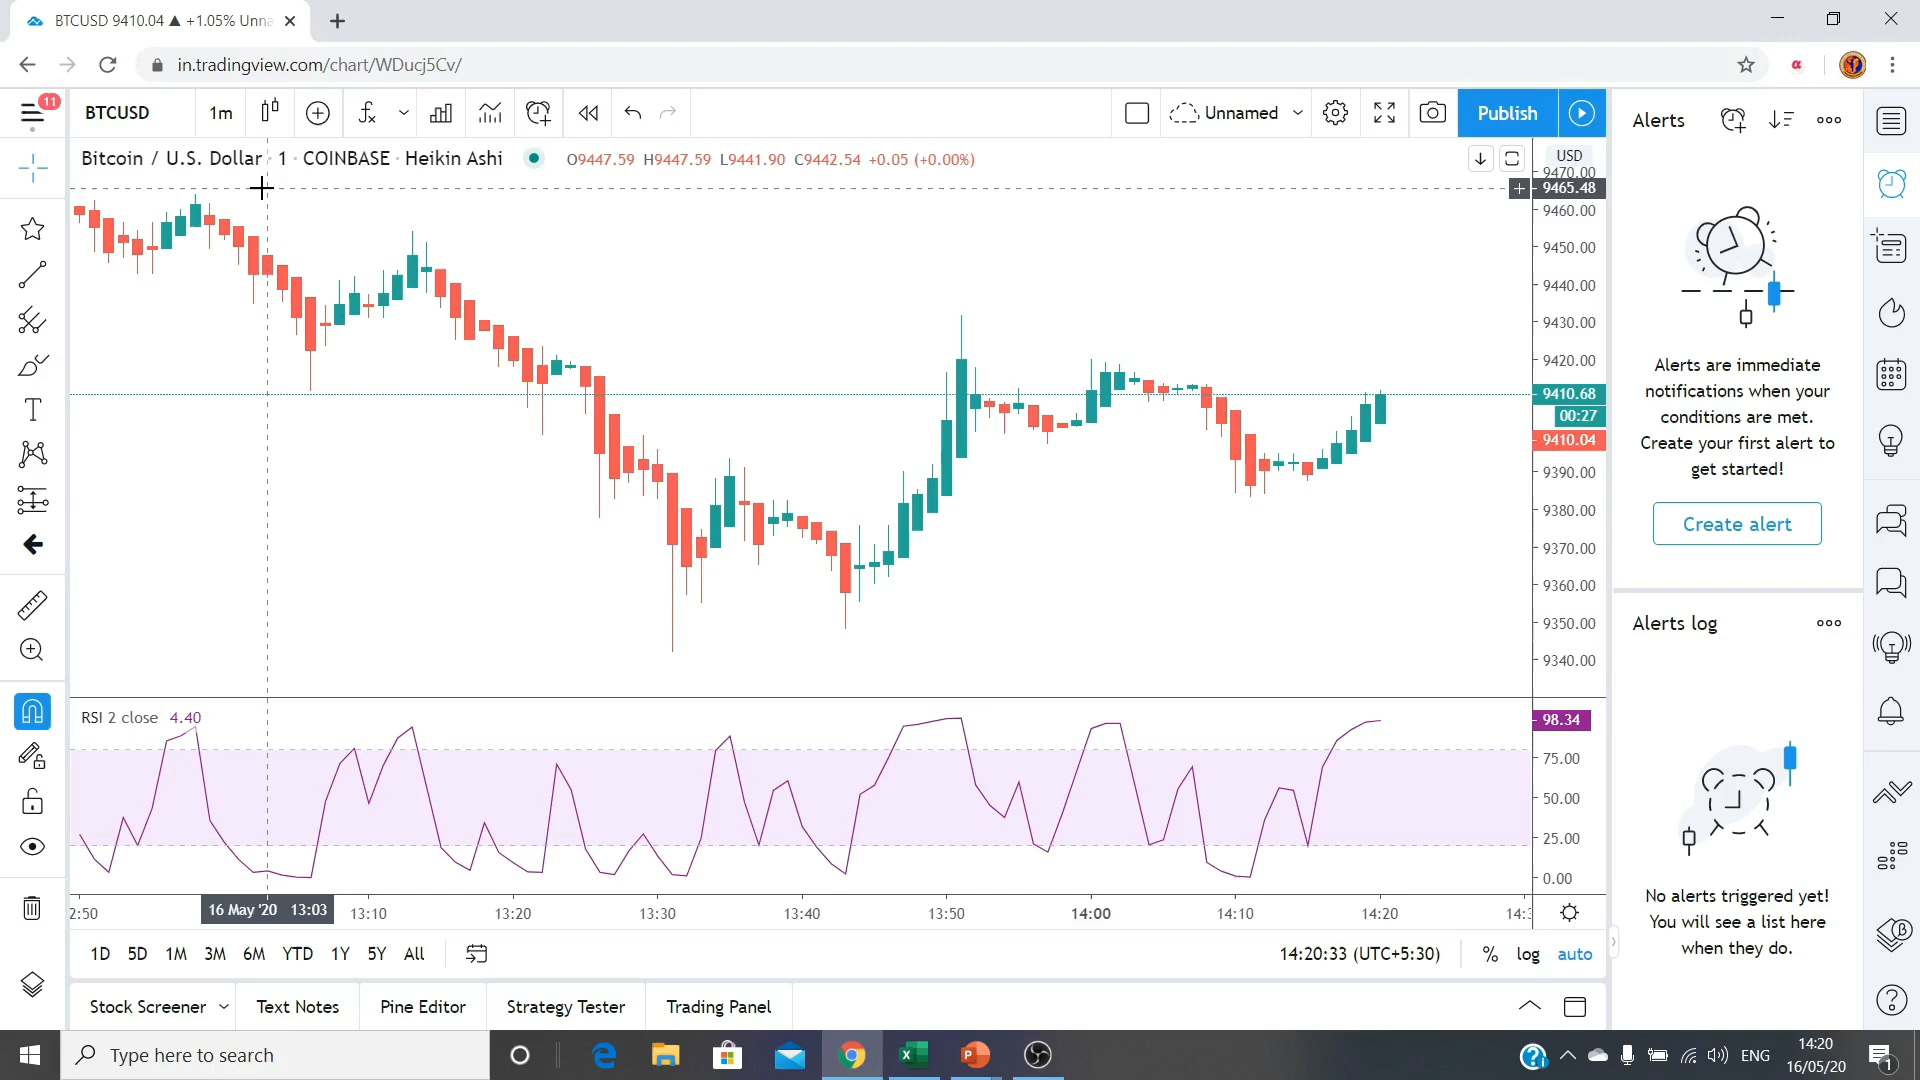 BTCUSD 9410.04 ▲ +1.05% Unna
in.tradingview.com/chart/WDucj5Cv/
11
BTCUSD
1m
Unnamed
Publish
Bitcoin / U.S. Dollar · 1 · COINBASE · Heikin Ashi
O9447.59 H9447.59 L9441.90 C9442.54 +0.05 (+0.00%)
USD
9470.00
9465.48
9460.00
9450.00
9440.00
9430.00
9420.00
9410.68
00:27
9410.04
9390.00
9380.00
9370.00
9360.00
9350.00
9340.00
RSI 2 close 4.40
98.34
75.00
50.00
25.00
0.00
2:50
16 May '20 13:03
13:10
13:20
13:30
13:40
13:50
14:00
14:10
14:20
1D 5D 1M 3M 6M YTD 1Y 5Y All
14:20:33 (UTC+5:30)
% log auto
Stock Screener
Text Notes
Pine Editor
Strategy Tester
Trading Panel
Alerts
Alerts are immediate
notifications when your
conditions are met.
Create your first alert to
get started!
Create alert
Alerts log
No alerts triggered yet!
You will see a list here
when they do.
Type here to search
ENG
14:20
16/05/20
1